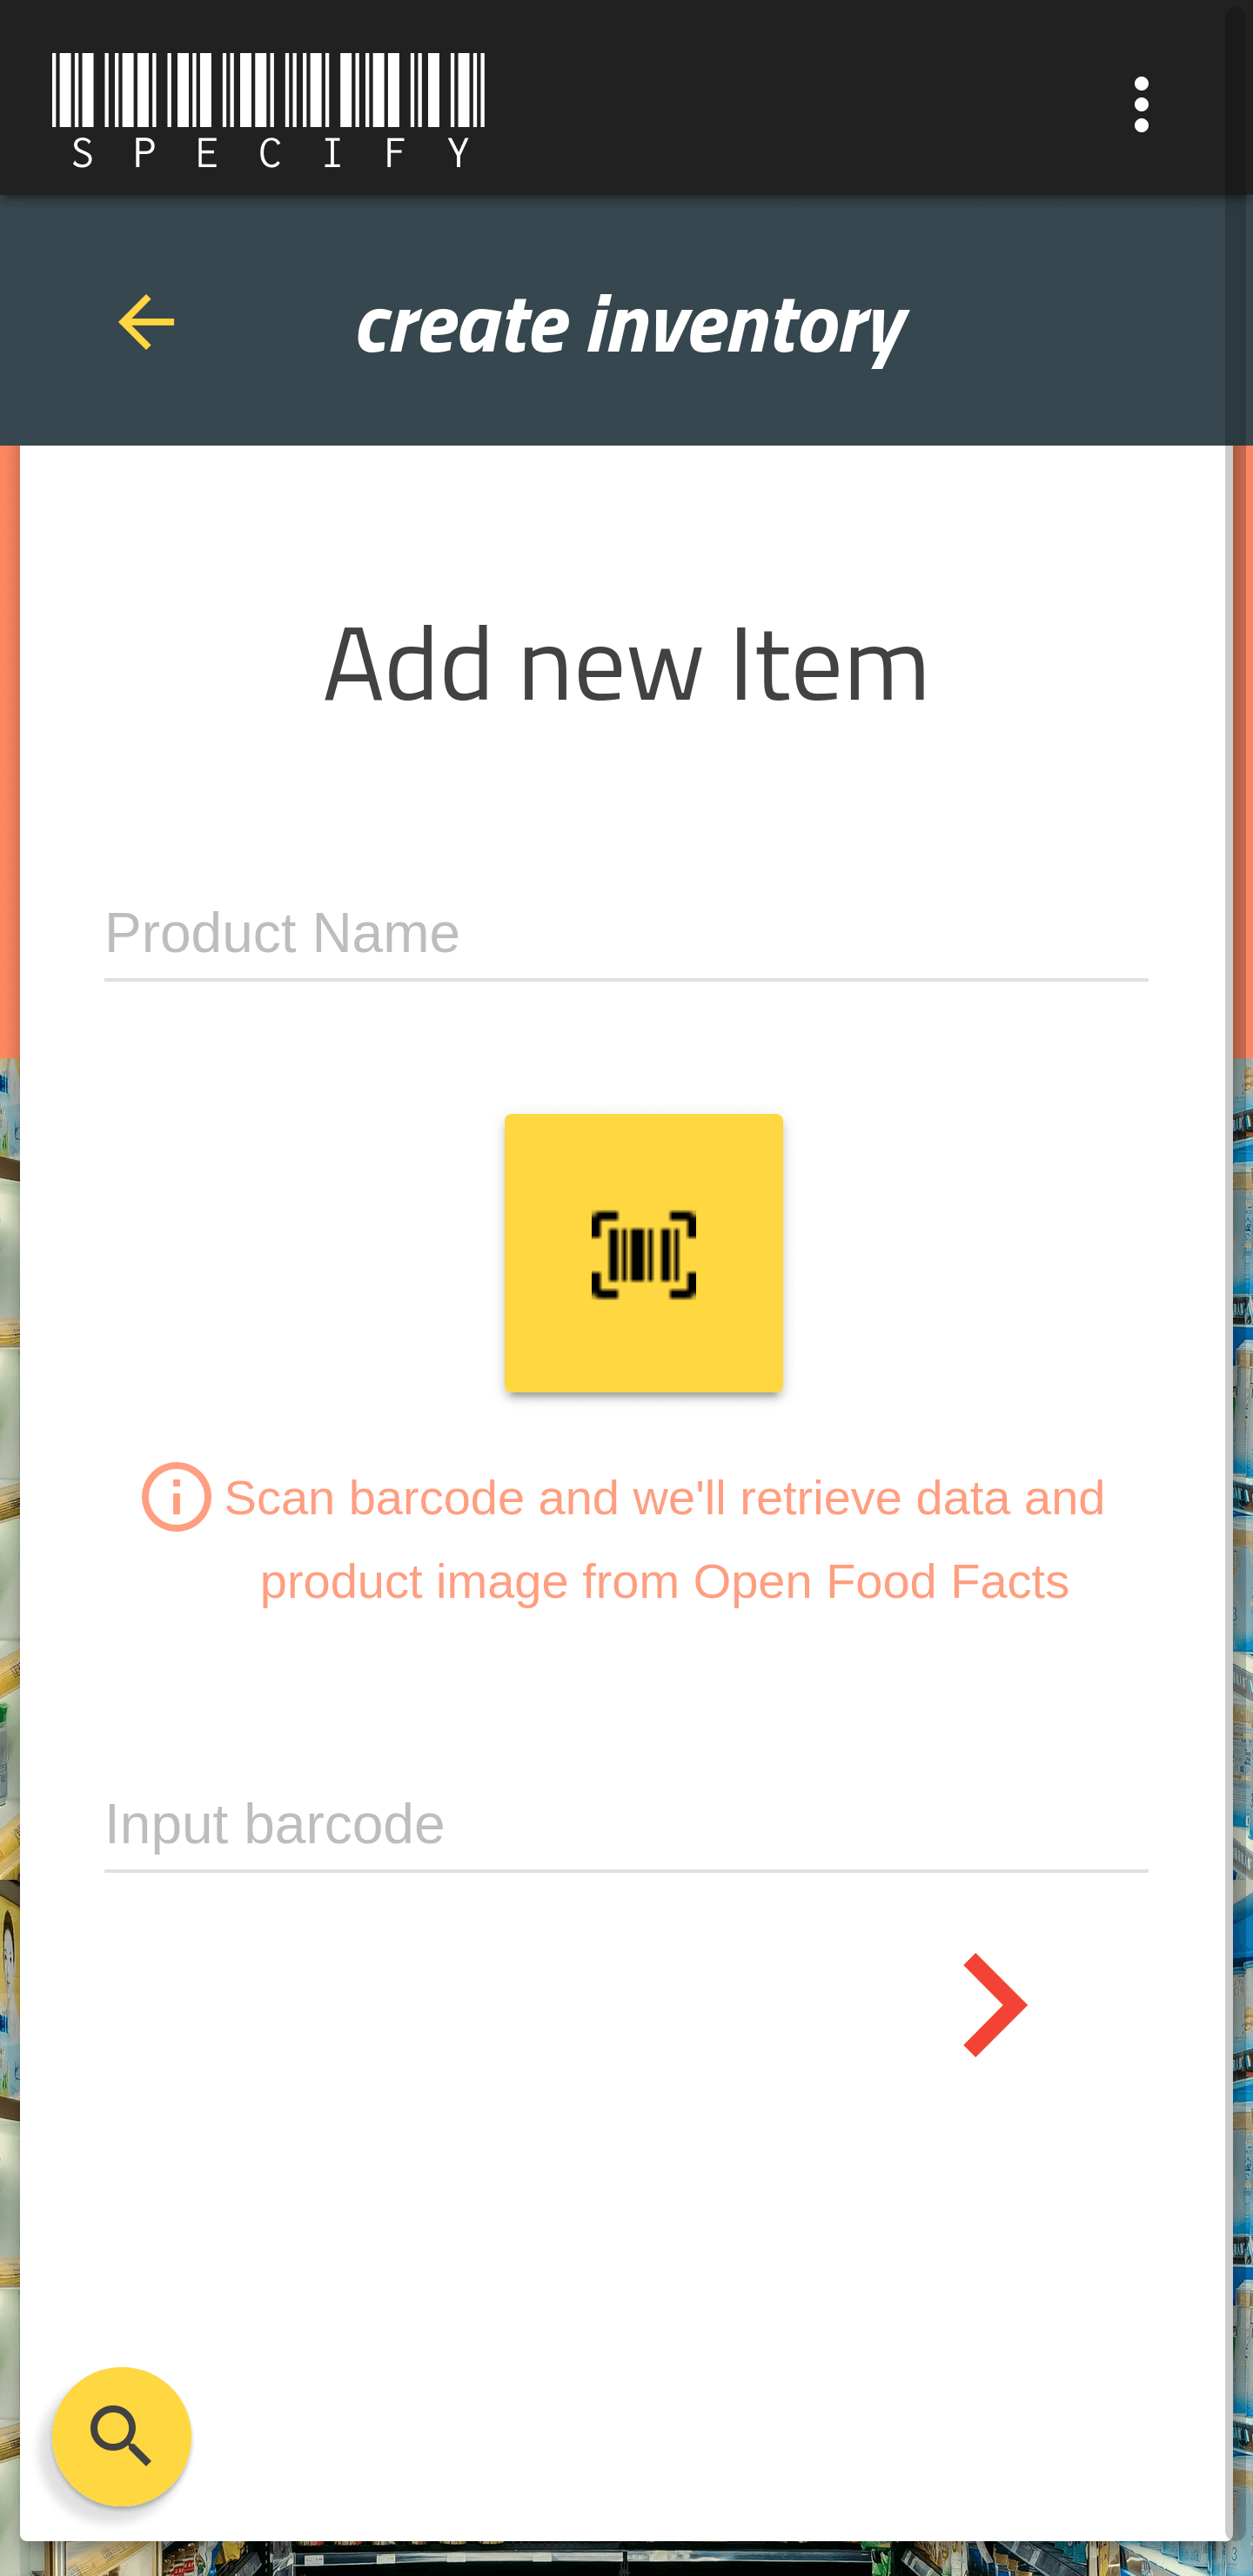 SPECIFY
create inventory
Add new Item
Product Name
Scan barcode and we'll retrieve data and
product image from Open Food Facts
Input barcode